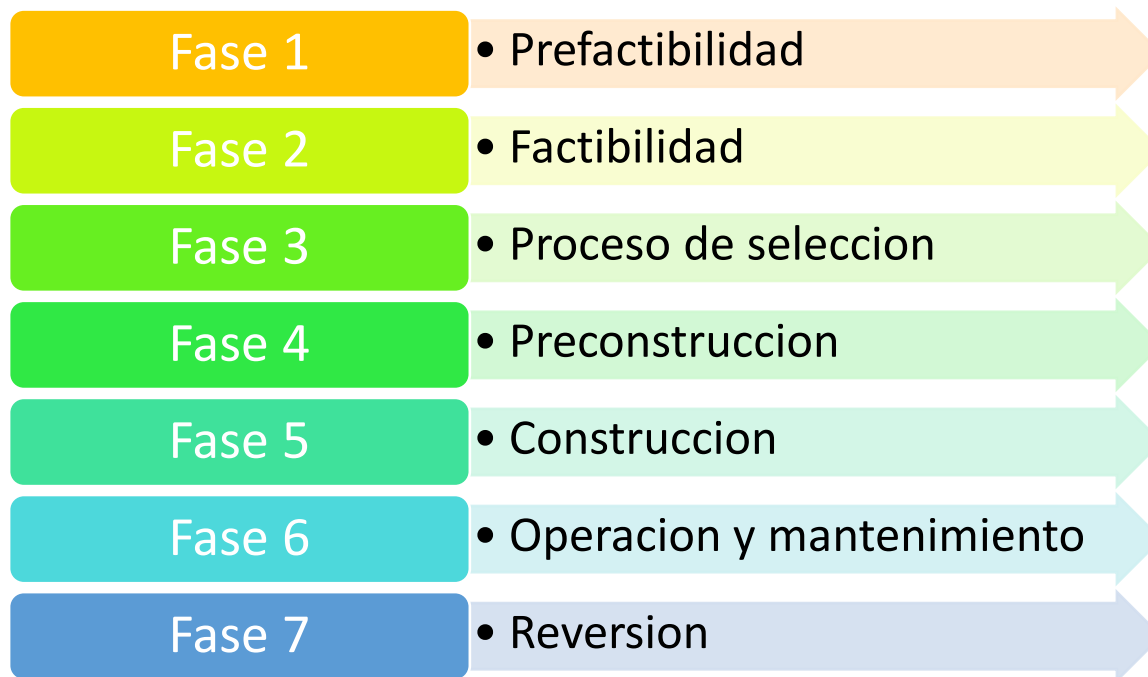 Fase 1
• Prefactibilidad
Fase 2
• Factibilidad
Fase 3
• Proceso de seleccion
Fase 4
• Preconstruccion
Fase 5
• Construccion
Fase 6
• Operacion y mantenimiento
Fase 7
• Reversion